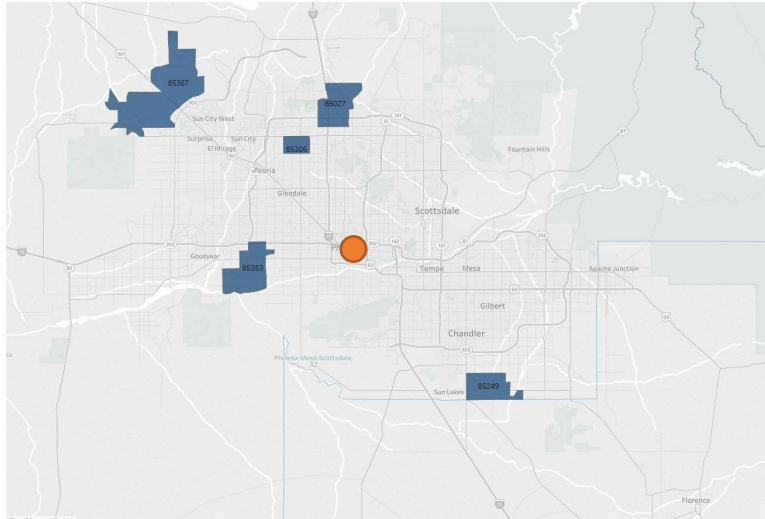 85387
85027
Sun City West
Surprise
Sun City
El Mirage
85306
Fountain Hills
Peoria
Glendale
Scottsdale
Goodyear
85353
Tempe
Mesa
Apache Junction
Gilbert
Chandler
Phoenix-Mesa-Scottsdale,
AZ
85249
Sun Lakes
Florence